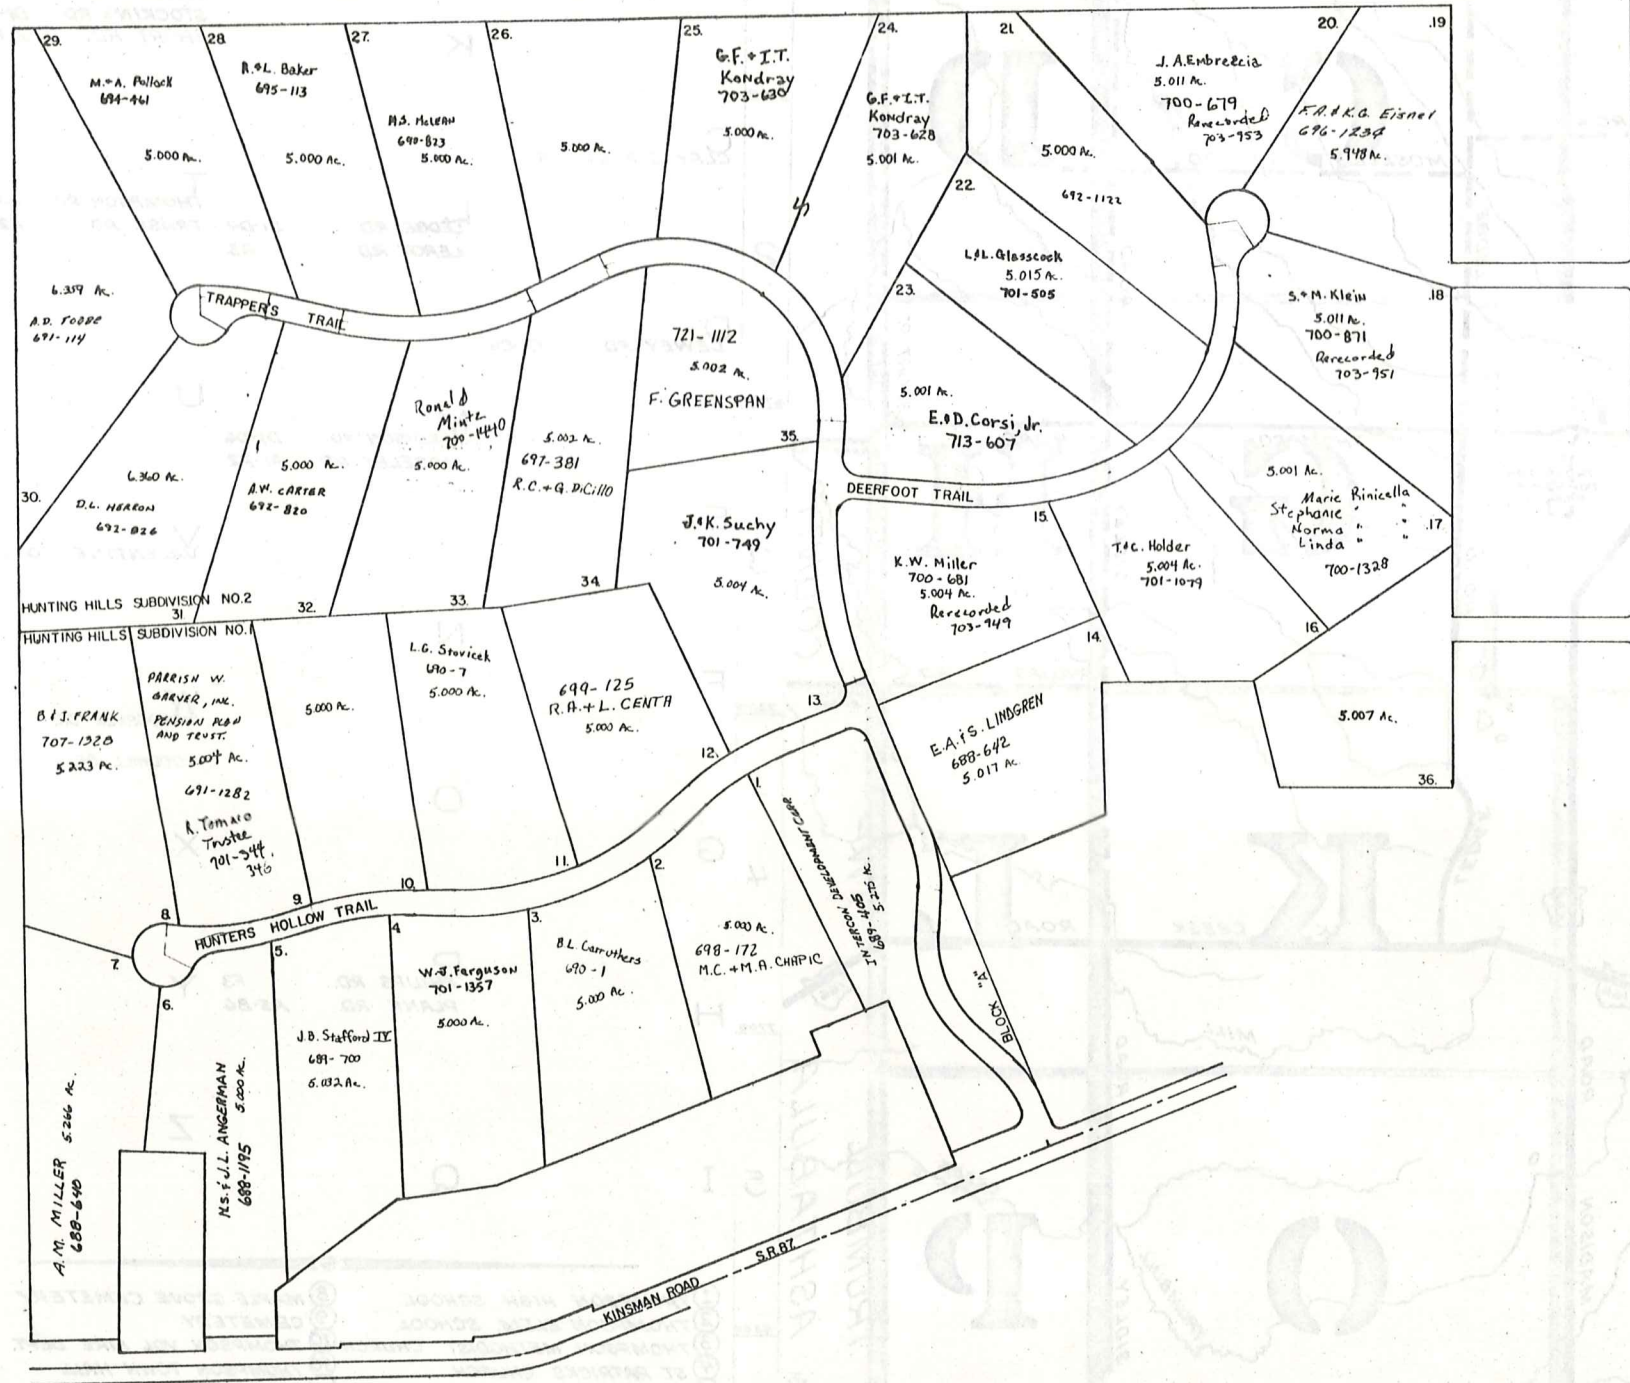 29.
M.&A. Pollock
694-461
5.000 Ac.
28.
R.&L. Baker
695-113
5.000 Ac.
27.
M.S. McLEAN
690-823
5.000 Ac.
26.
5.000 Ac.
25.
G.F. & I.T.
Kondray
703-630
5.000 Ac.
24.
G.F. & I.T.
Kondray
703-628
5.001 Ac.
21.
5.000 Ac.
692-1122
20.
J. A. Embrescia
5.011 Ac.
700-679
Rerecorded
703-953
19.
F.A. & K.G. Eisnel
696-1234
5.948 Ac.
22.
L.&L. Glasscock
5.015 Ac.
701-505
18.
S. & M. Klein
5.011 Ac.
700-871
Rerecorded
703-951
6.359 Ac.
691-114
TRAPPER'S TRAIL
23.
5.001 Ac.
E.&D. Corsi, Jr.
713-607
721-1112
5.002 Ac.
F. GREENSPAN
35.
30.
6.360 Ac.
D.L. HERRON
692-826
5.000 Ac.
A.W. CARTER
692-820
Ronald
Mintz
700-1440
5.000 Ac.
5.002 Ac.
697-381
R.C. + G. DiCillo
DEERFOOT TRAIL
J.&K. Suchy
701-749
5.004 Ac.
15.
K.W. Miller
700-681
5.004 Ac.
Rerecorded
703-949
T.&C. Holder
5.004 Ac.
701-1079
5.001 Ac.
Marie Rinicella
Stephanie " "
Norma " "
Linda " "
700-1328
17.
16.
HUNTING HILLS SUBDIVISION NO.2
31.
32.
33.
34.
HUNTING HILLS SUBDIVISION NO.1
B & J. FRANK
707-1328
5.223 Ac.
PARRISH W.
GARVER, INC.
PENSION PLAN
AND TRUST.
5.004 Ac.
691-1282
R. Tomaro
Trustee
701-344,
346
5.000 Ac.
L.G. Stovicek
690-7
5.000 Ac.
699-125
R.A. + L. CENTA
5.000 Ac.
12.
13.
14.
E.A. & S. LINDGREN
688-642
5.017 Ac.
5.007 Ac.
36.
1.
INTERCON DEVELOPMENT CORP
689-405
5.275 Ac.
BLOCK "A"
11.
10.
9.
8.
HUNTERS HOLLOW TRAIL
7.
6.
5.
4.
3.
2.
J.B. Stafford IV
689-700
5.032 Ac.
W.J. Ferguson
701-1357
5.000 Ac.
B L. Carruthers
690-1
5.000 Ac.
5.000 Ac.
698-172
M.C. + M.A. CHAPIC
A.M. MILLER 5.266 Ac.
688-640
M.S. & J.L. ANGERMAN
688-1195 5.000 Ac.
KINSMAN ROAD S.R.87